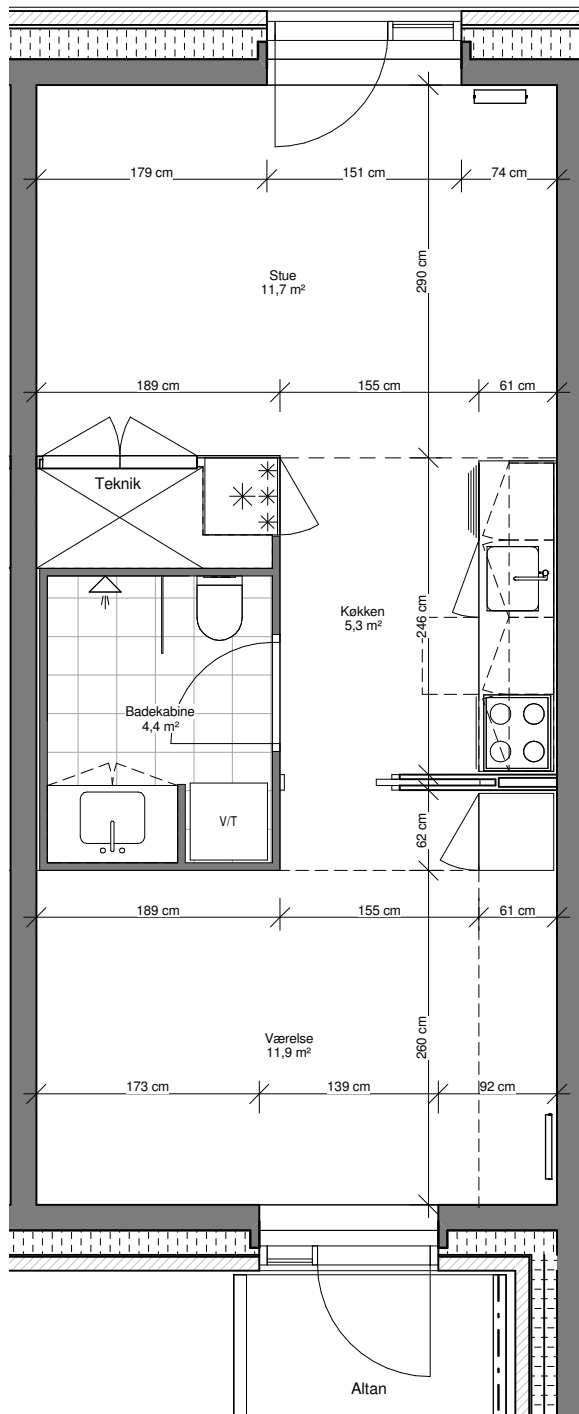 179 cm
151 cm
74 cm
290 cm
Stue
11,7 m²
189 cm
155 cm
61 cm
Teknik
Køkken
5,3 m²
246 cm
Badekabine
4,4 m²
V/T
62 cm
189 cm
155 cm
61 cm
Værelse
11,9 m²
260 cm
173 cm
139 cm
92 cm
Altan